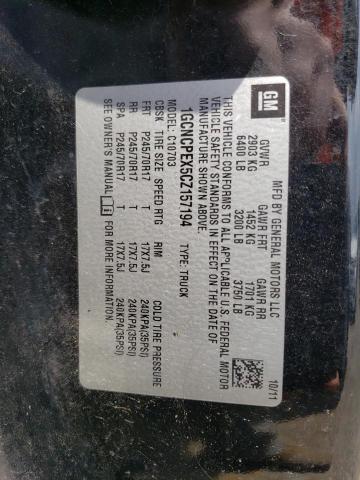 GM
MFD BY GENERAL MOTORS LLC
10/11
GVWR GAWR FRT GAWR RR
2903 KG 1452 KG 1701 KG
6400 LB 3200 LB 3750 LB
THIS VEHICLE CONFORMS TO ALL APPLICABLE U.S. FEDERAL MOTOR
VEHICLE SAFETY STANDARDS IN EFFECT ON THE DATE OF
MANUFACTURE SHOWN ABOVE.
1GCNCPEX5CZ157194 TYPE: TRUCK
MODEL: C10703
CBSK TIRE SIZE SPEED RTG RIM COLD TIRE PRESSURE
FRT P245/70R17 T 17X7.5J 240KPA(35PSI)
RR P245/70R17 T 17X7.5J 240KPA(35PSI)
SPA P245/70R17 T 17X7.5J 240KPA(35PSI)
SEE OWNER'S MANUAL FOR MORE INFORMATION.